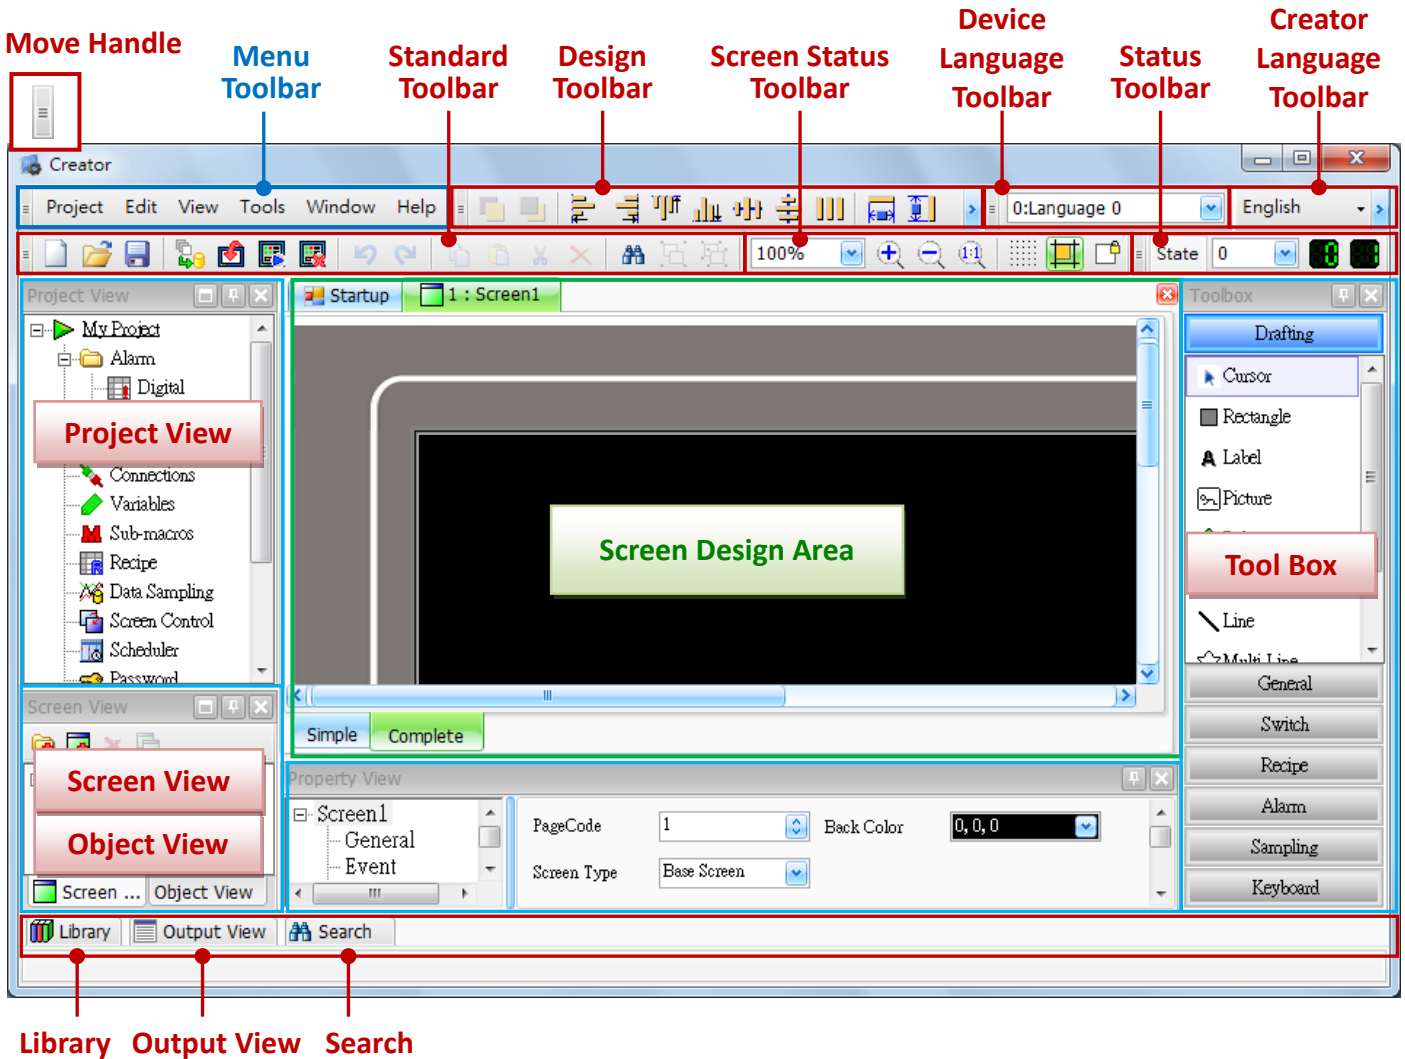 Move Handle
Menu
Toolbar
Standard
Toolbar
Design
Toolbar
Screen Status
Toolbar
Device
Language
Toolbar
Status
Toolbar
Creator
Language
Toolbar
Creator
Project Edit View Tools Window Help
0:Language 0
English
100%
1:1
State 0
Project View
My Project
Alarm
Digital
Project View
Connections
Variables
Sub-macros
Recipe
Data Sampling
Screen Control
Scheduler
Password
Startup
1 : Screen1
Screen Design Area
Simple
Complete
Toolbox
Drafting
Cursor
Rectangle
Label
Picture
Tool Box
Line
Multi Line
General
Switch
Recipe
Alarm
Sampling
Keyboard
Screen View
Screen View
Object View
Screen ...
Object View
Property View
Screen1
General
Event
PageCode 1
Back Color 0, 0, 0
Screen Type Base Screen
Library
Output View
Search
Library
Output View
Search